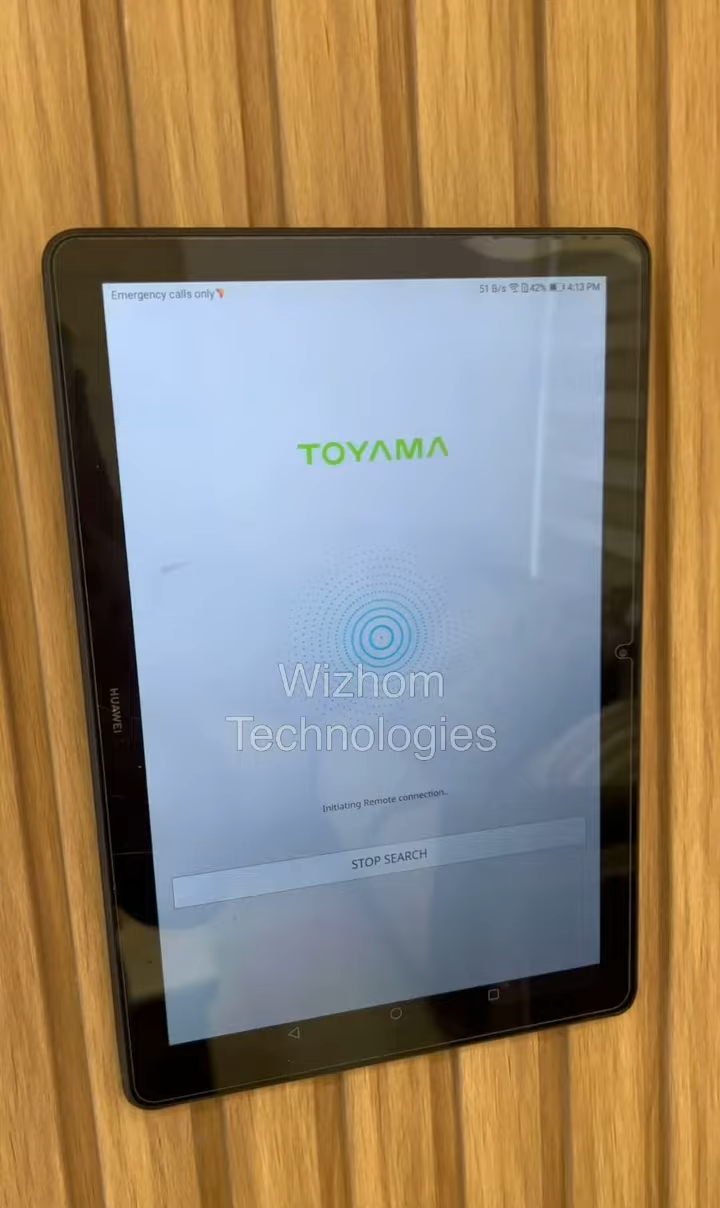 Emergency calls only
51 B/s 42% 4:13 PM
TOYAMA
Wizhom
Technologies
HUAWEI
Initiating Remote connection..
STOP SEARCH